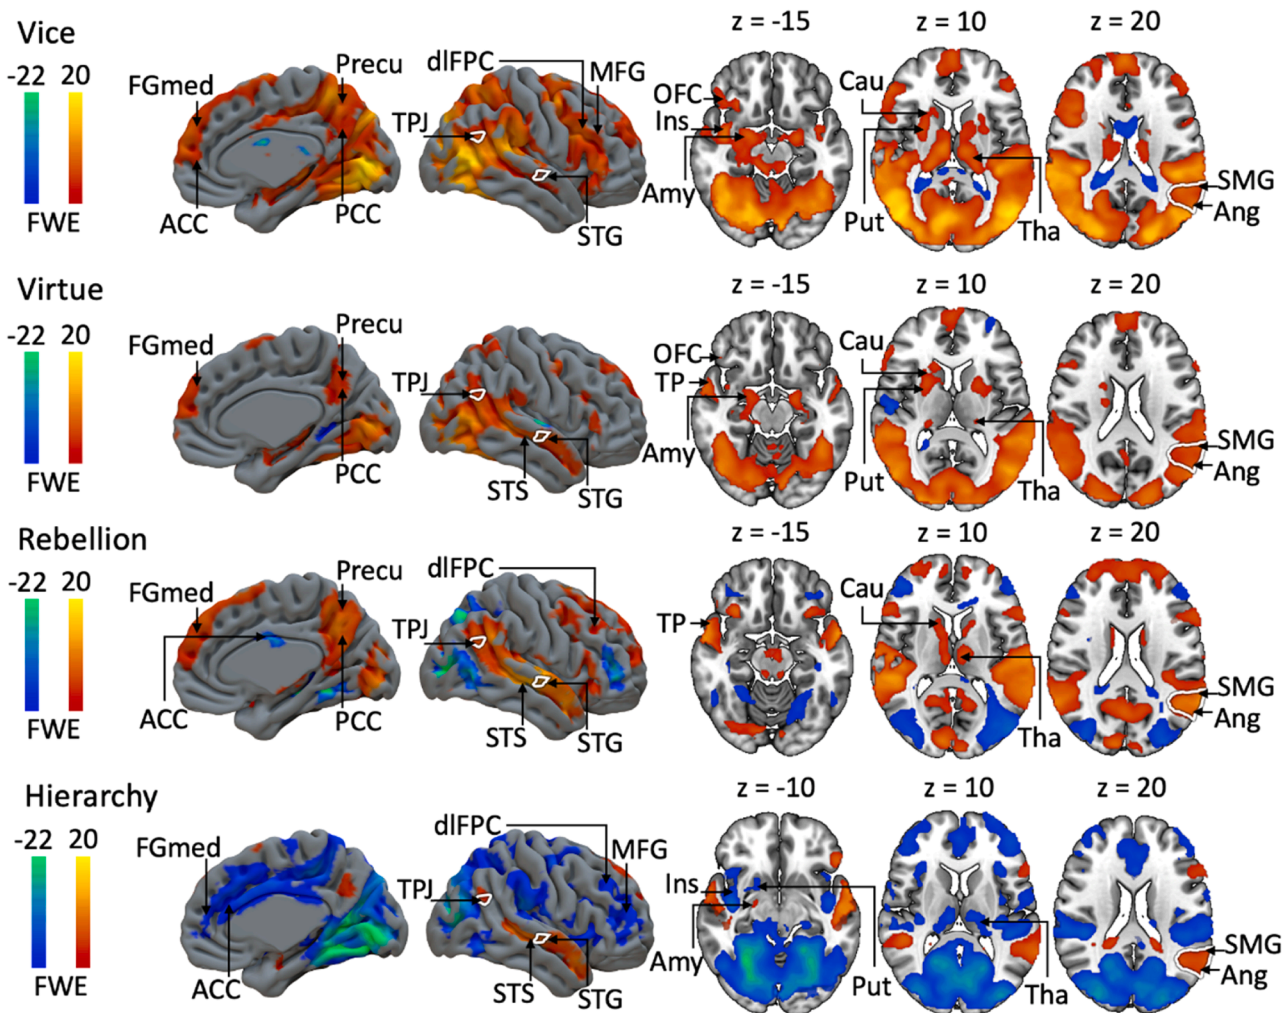 Vice
-22 20
FWE
FGmed
Precu
ACC
PCC
dlFPC
MFG
TPJ
STG
z = -15
z = 10
z = 20
OFC
Ins
Amy
Cau
Put
Tha
SMG
Ang
Virtue
-22 20
FWE
FGmed
Precu
PCC
TPJ
STS
STG
z = -15
z = 10
z = 20
OFC
TP
Amy
Cau
Put
Tha
SMG
Ang
Rebellion
-22 20
FWE
FGmed
Precu
ACC
PCC
dlFPC
TPJ
STS
STG
z = -15
z = 10
z = 20
TP
Cau
Tha
SMG
Ang
Hierarchy
-22 20
FWE
FGmed
ACC
dlFPC
MFG
TPJ
STS
STG
z = -10
z = 10
z = 20
Ins
Amy
Put
Tha
SMG
Ang